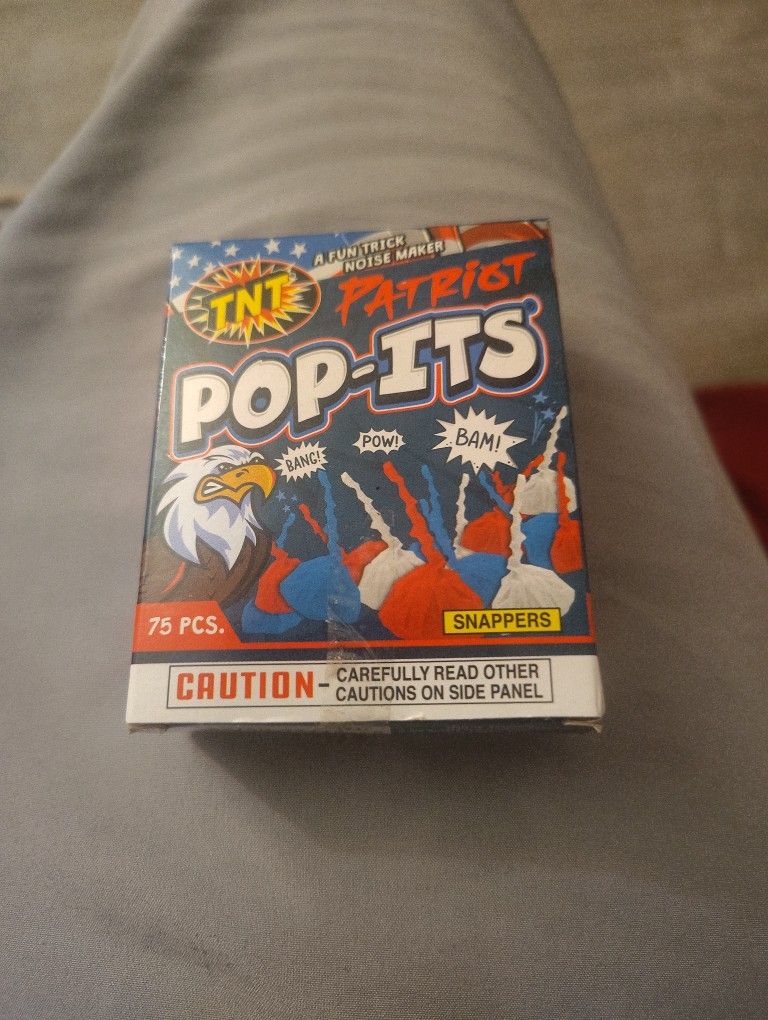 A FUN TRICK
NOISE MAKER
TNT
PATRIOT
POP-ITS
BANG!
POW!
BAM!
75 PCS.
SNAPPERS
CAUTION- CAREFULLY READ OTHER
CAUTIONS ON SIDE PANEL